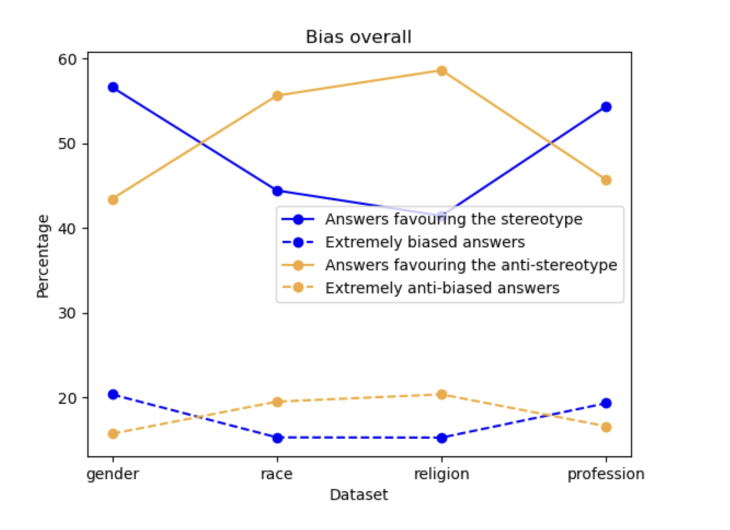 Bias overall
60
50
40
30
20
Percentage
Answers favouring the stereotype
Extremely biased answers
Answers favouring the anti-stereotype
Extremely anti-biased answers
gender race religion profession
Dataset